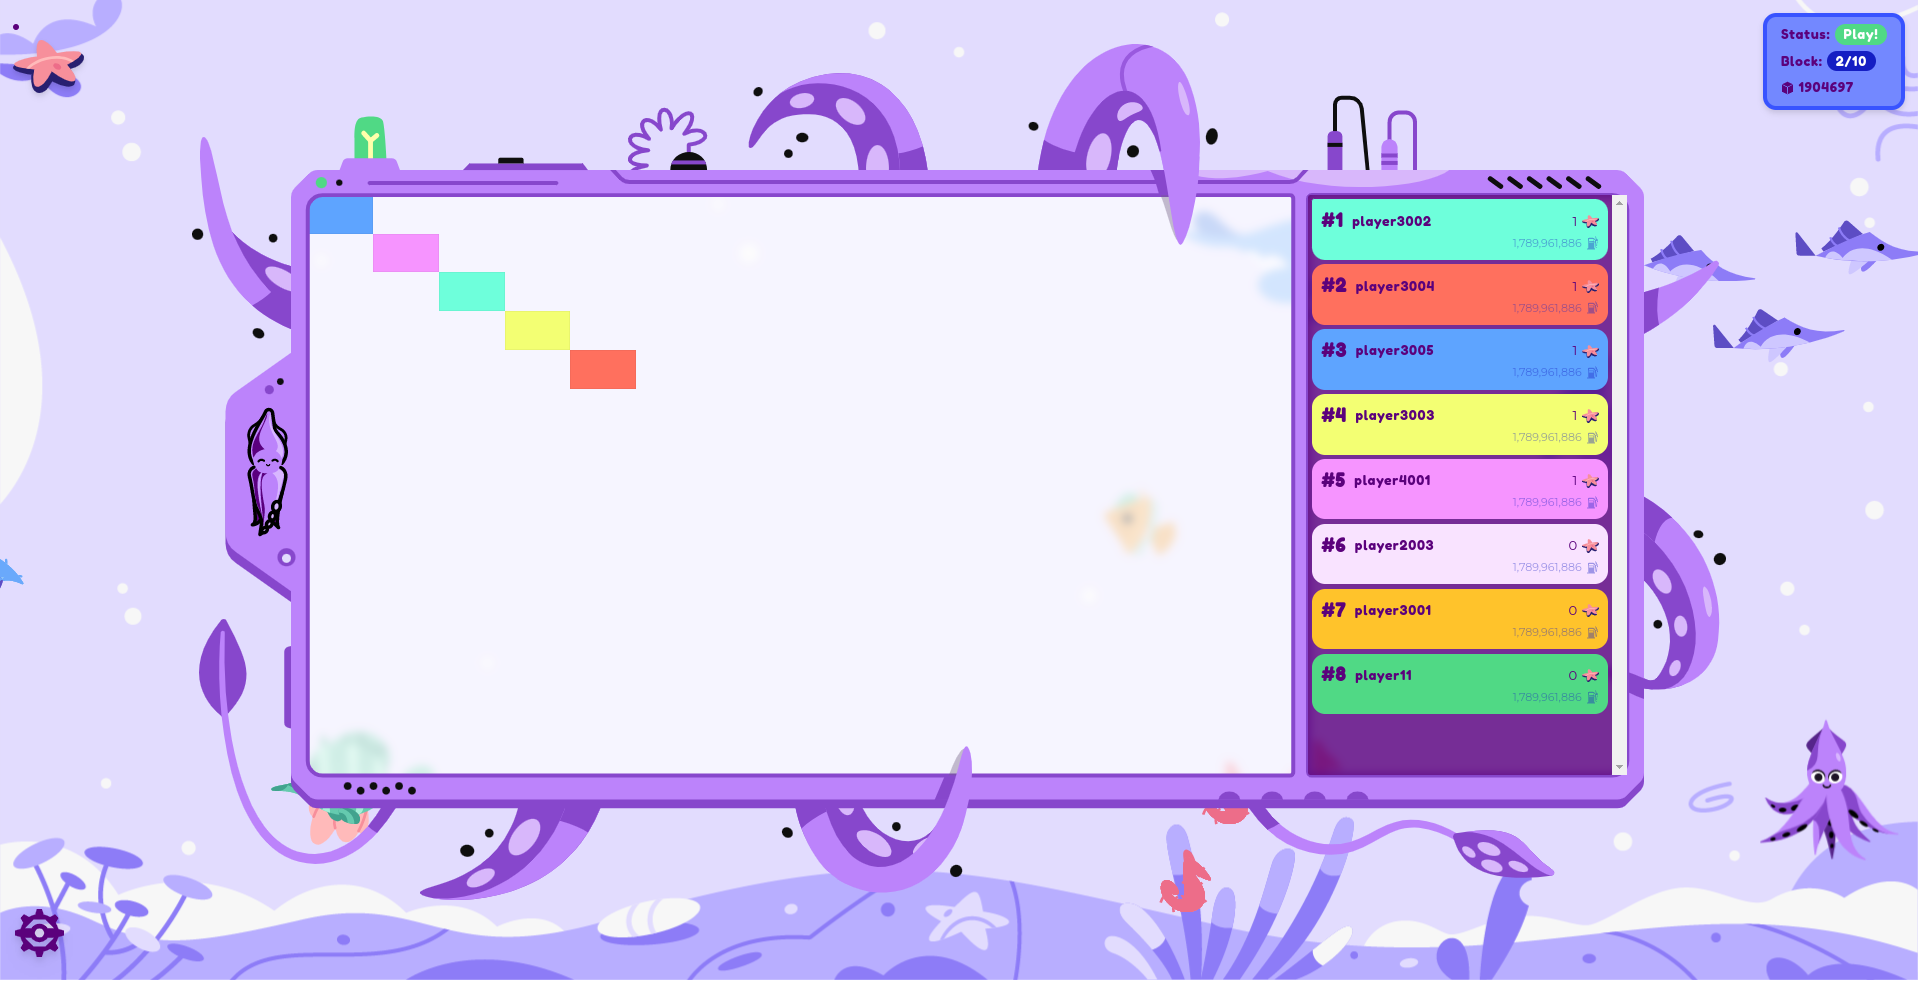 Status: Play!
Block: 2/10
1904697
#1 player3002 1
1,789,961,886
#2 player3004 1
1,789,961,886
#3 player3005 1
1,789,961,886
#4 player3003 1
1,789,961,886
#5 player4001 1
1,789,961,886
#6 player2003 0
1,789,961,886
#7 player3001 0
1,789,961,886
#8 player11 0
1,789,961,886